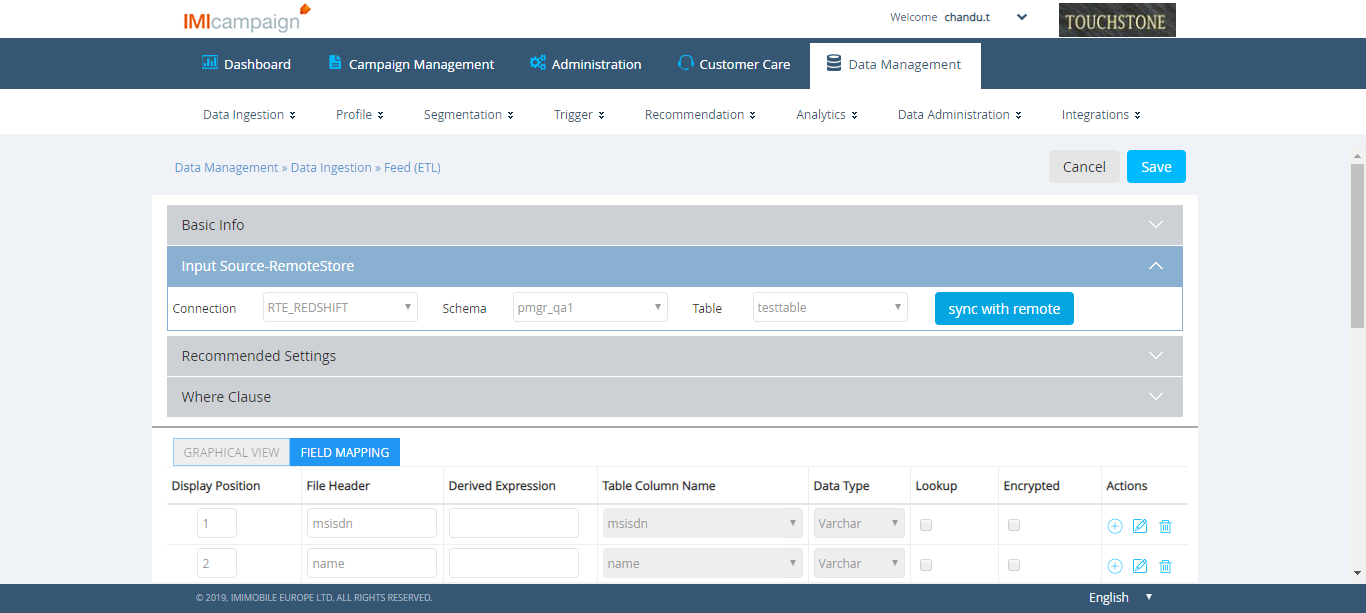 IMIcampaign
Welcome chandu.t
TOUCHSTONE
Dashboard Campaign Management Administration Customer Care Data Management
Data Ingestion Profile Segmentation Trigger Recommendation Analytics Data Administration Integrations
Data Management » Data Ingestion » Feed (ETL)
Cancel Save
Basic Info
Input Source-RemoteStore
Connection RTE_REDSHIFT Schema pmgr_qa1 Table testtable sync with remote
Recommended Settings
Where Clause
GRAPHICAL VIEW FIELD MAPPING
Display Position File Header Derived Expression Table Column Name Data Type Lookup Encrypted Actions
1 msisdn msisdn Varchar
2 name name Varchar
© 2019, IMIMOBILE EUROPE LTD. ALL RIGHTS RESERVED.
English